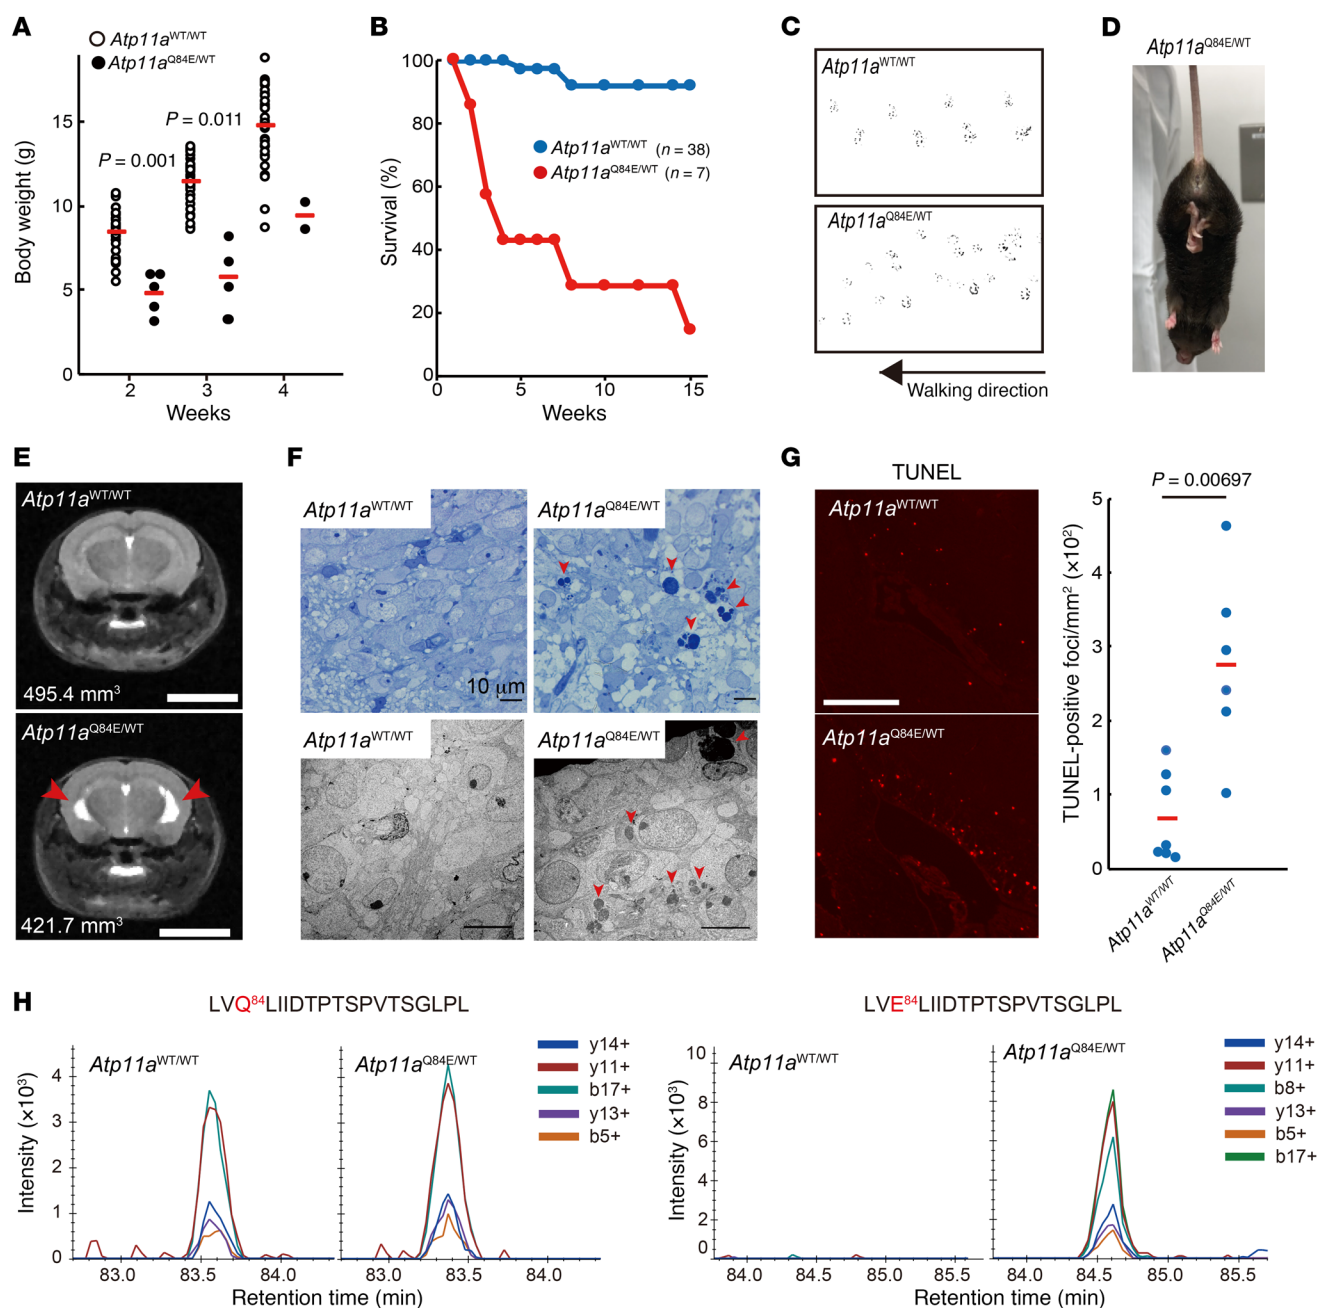 A
Atp11aWT/WT
Atp11aQ84E/WT
Body weight (g)
15
10
5
0
P = 0.001
P = 0.011
2 3 4
Weeks
B
Survival (%)
100
80
60
40
20
0
Atp11aWT/WT (n = 38)
Atp11aQ84E/WT (n = 7)
0 5 10 15
Weeks
C
Atp11aWT/WT
Atp11aQ84E/WT
Walking direction
D
Atp11aQ84E/WT
E
Atp11aWT/WT
495.4 mm3
Atp11aQ84E/WT
421.7 mm3
F
Atp11aWT/WT
Atp11aQ84E/WT
10 μm
Atp11aWT/WT
Atp11aQ84E/WT
G
TUNEL
Atp11aWT/WT
Atp11aQ84E/WT
P = 0.00697
TUNEL-positive foci/mm2 (×102)
5
4
3
2
1
0
Atp11aWT/WT
Atp11aQ84E/WT
H
LVQ84LIIDTPTSPVTSGLPL
Atp11aWT/WT
Atp11aQ84E/WT
Intensity (×103)
4
3
2
1
0
83.0 83.5 84.0
83.0 83.5 84.0
Retention time (min)
y14+
y11+
b17+
y13+
b5+
LVE84LIIDTPTSPVTSGLPL
Atp11aWT/WT
Atp11aQ84E/WT
Intensity (×103)
10
8
6
4
2
0
84.0 84.5 85.0 85.5
84.0 84.5 85.0 85.5
Retention time (min)
y14+
y11+
b8+
y13+
b5+
b17+